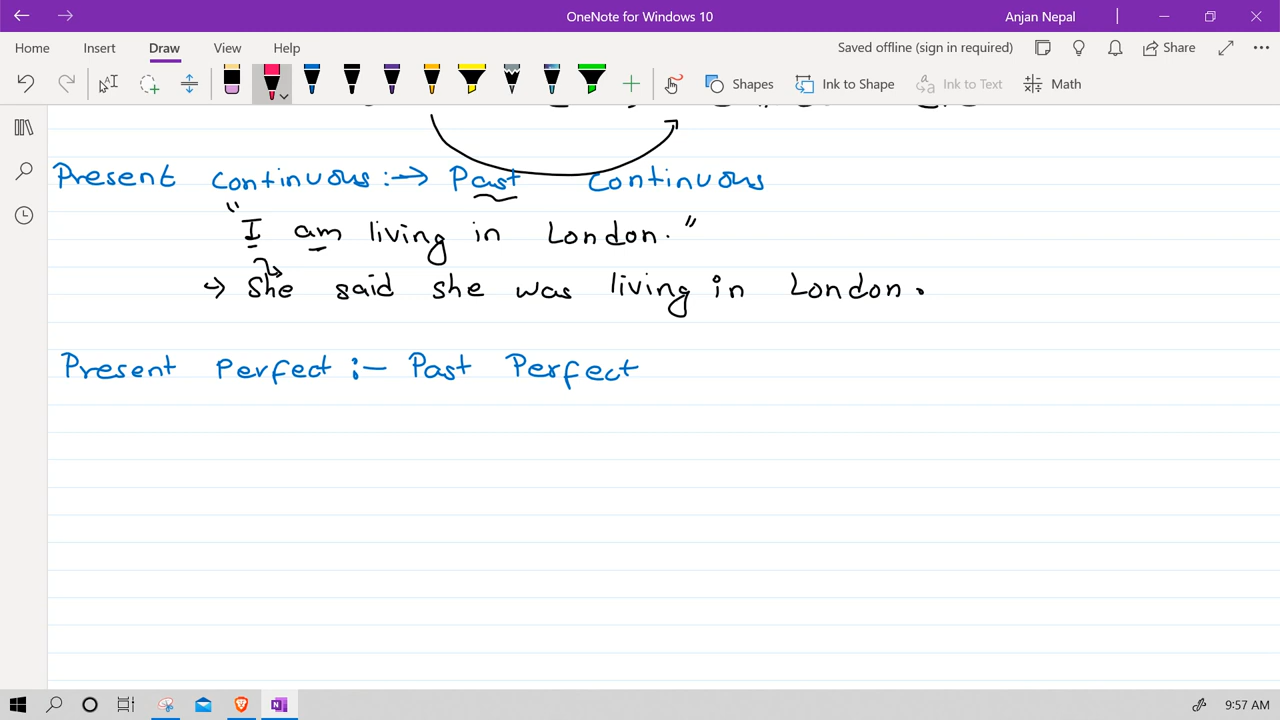 OneNote for Windows 10
Anjan Nepal
Home Insert Draw View Help
Saved offline (sign in required) Share
Shapes Ink to Shape Ink to Text Math
Present Continuous :→ Past Continuous
"I am living in London."
→ She said she was living in London.
Present Perfect :- Past Perfect
9:57 AM